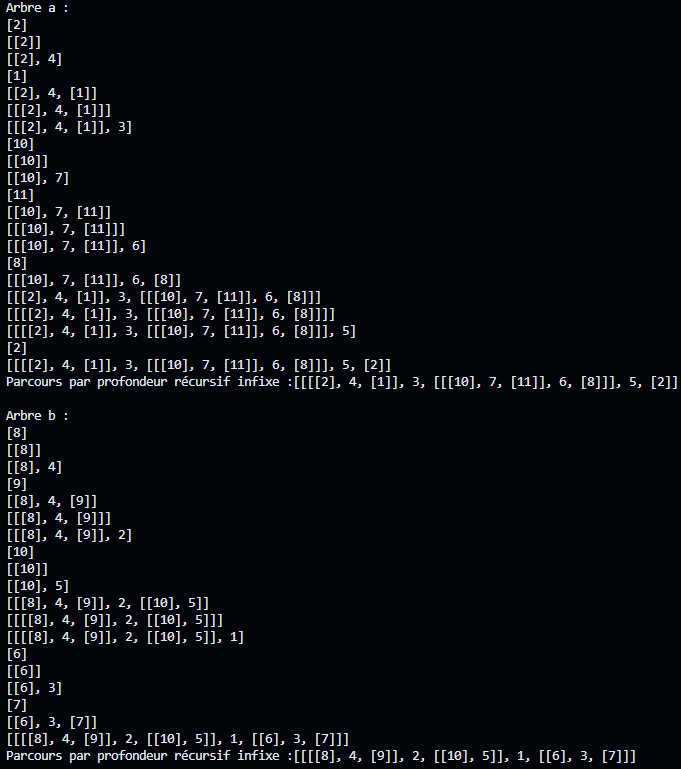 Arbre a :
[2]
[[2]]
[[2], 4]
[1]
[[2], 4, [1]]
[[[2], 4, [1]]]
[[[2], 4, [1]], 3]
[10]
[[10]]
[[10], 7]
[11]
[[10], 7, [11]]
[[[10], 7, [11]]]
[[[10], 7, [11]], 6]
[8]
[[[10], 7, [11]], 6, [8]]
[[[2], 4, [1]], 3, [[[10], 7, [11]], 6, [8]]]
[[[[2], 4, [1]], 3, [[[10], 7, [11]], 6, [8]]]]
[[[[2], 4, [1]], 3, [[[10], 7, [11]], 6, [8]]], 5]
[2]
[[[[2], 4, [1]], 3, [[[10], 7, [11]], 6, [8]]], 5, [2]]
Parcours par profondeur récursif infixe :[[[[2], 4, [1]], 3, [[[10], 7, [11]], 6, [8]]], 5, [2]]
Arbre b :
[8]
[[8]]
[[8], 4]
[9]
[[8], 4, [9]]
[[[8], 4, [9]]]
[[[8], 4, [9]], 2]
[10]
[[10]]
[[10], 5]
[[[8], 4, [9]], 2, [[10], 5]]
[[[[8], 4, [9]], 2, [[10], 5]]]
[[[[8], 4, [9]], 2, [[10], 5]], 1]
[6]
[[6]]
[[6], 3]
[7]
[[6], 3, [7]]
[[[[8], 4, [9]], 2, [[10], 5]], 1, [[6], 3, [7]]]
Parcours par profondeur récursif infixe :[[[[8], 4, [9]], 2, [[10], 5]], 1, [[6], 3, [7]]]